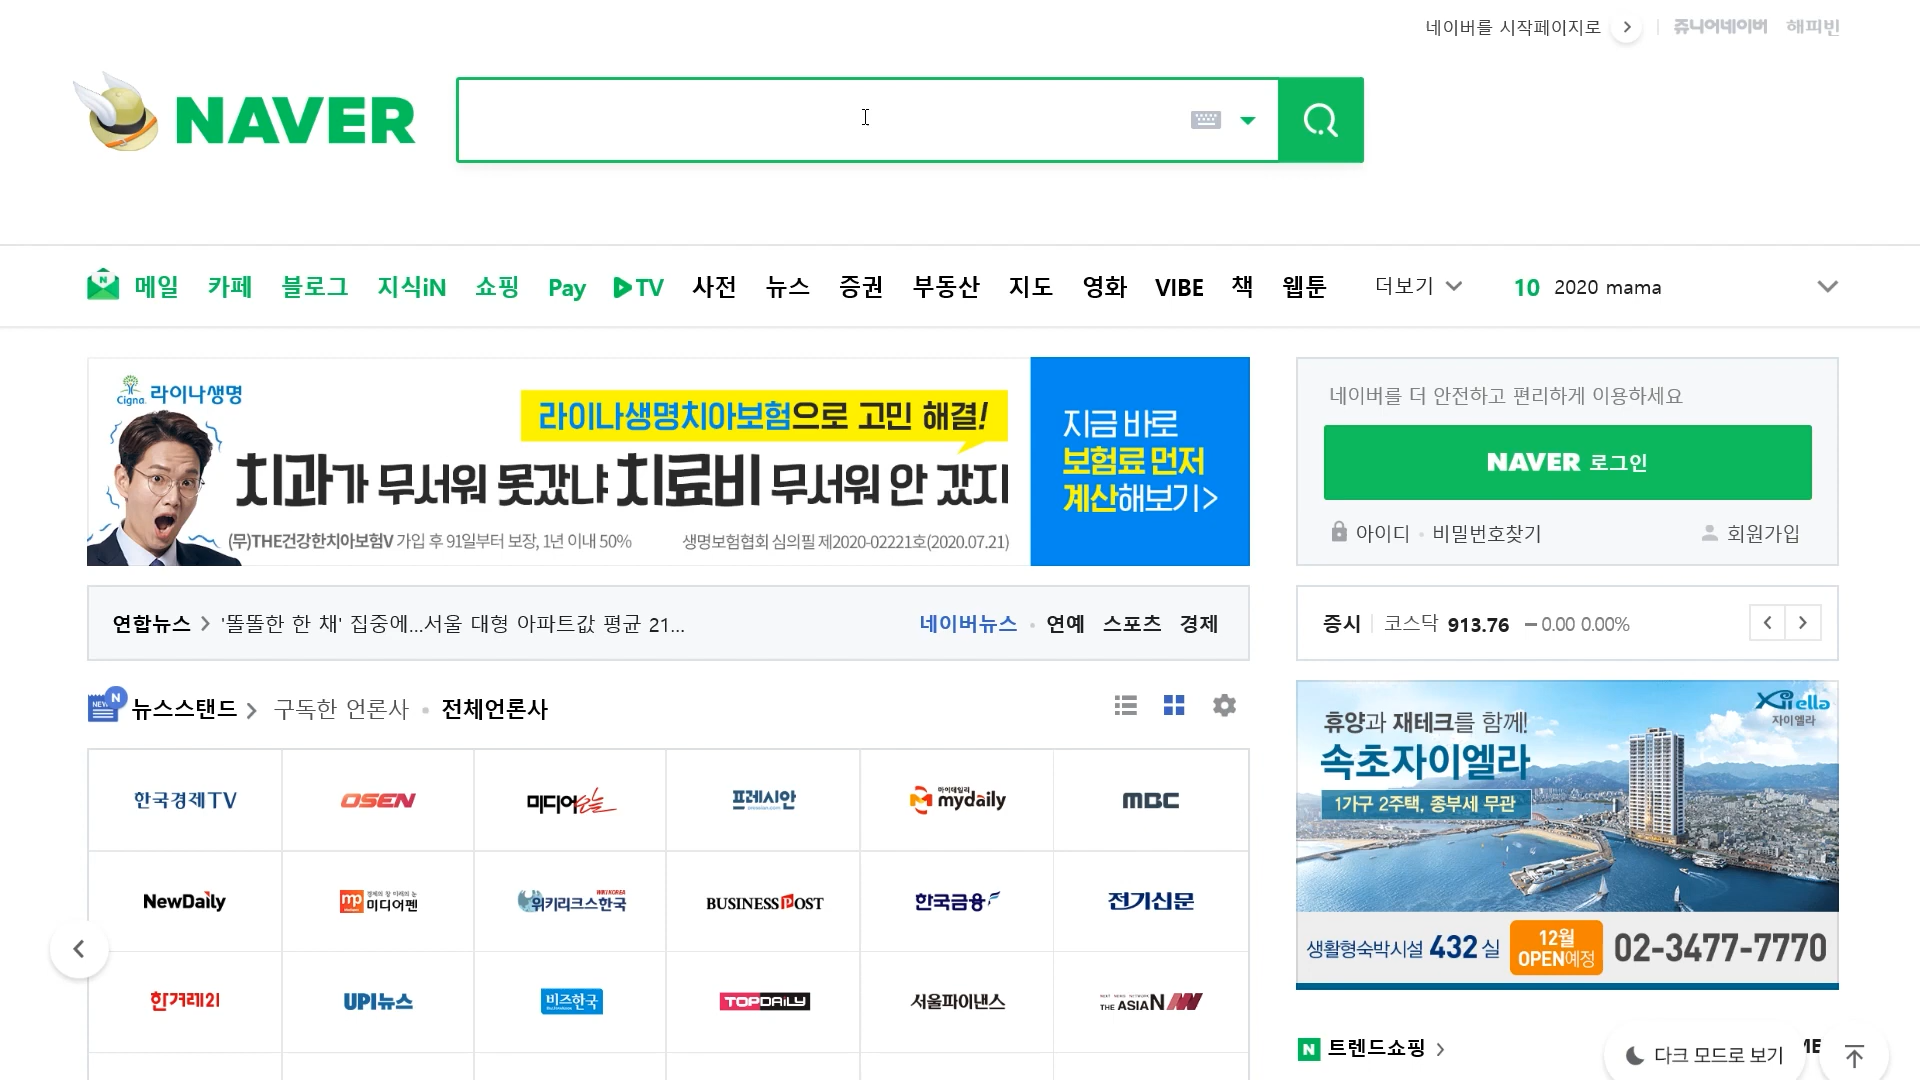 네이버를 시작페이지로
쥬니어네이버 해피빈
NAVER
메일 카페 블로그 지식iN 쇼핑 Pay TV 사전 뉴스 증권 부동산 지도 영화 VIBE 책 웹툰 더보기
10 2020 mama
Cigna. 라이나생명
라이나생명치아보험으로 고민 해결!
치과가 무서워 못갔냐 치료비 무서워 안 갔지
(무)THE건강한치아보험V 가입 후 91일부터 보장, 1년 이내 50%
생명보험협회 심의필 제2020-02221호(2020.07.21)
지금 바로
보험료 먼저
계산해보기>
네이버를 더 안전하고 편리하게 이용하세요
NAVER 로그인
아이디 · 비밀번호찾기
회원가입
연합뉴스 > '똘똘한 한 채' 집중에...서울 대형 아파트값 평균 21...
네이버뉴스 · 연예 스포츠 경제
증시 코스닥 913.76 – 0.00 0.00%
NEWS N 뉴스스탠드 > 구독한 언론사 · 전체언론사
한국경제TV
OSEN
미디어오늘
프레시안
마이데일리
mydaily
MBC
NewDaily
mp 미디어펜
WIKI KOREA
위키리크스한국
BUSINESS POST
한국금융
전기신문
한겨레21
UPI뉴스
비즈한국
TOPDAILY
서울파이낸스
THE ASIAN
Xi ella
자이엘라
휴양과 재테크를 함께!
속초자이엘라
1가구 2주택, 종부세 무관
생활형숙박시설 432실
12월
OPEN예정
02-3477-7770
N 트렌드쇼핑 >
다크 모드로 보기